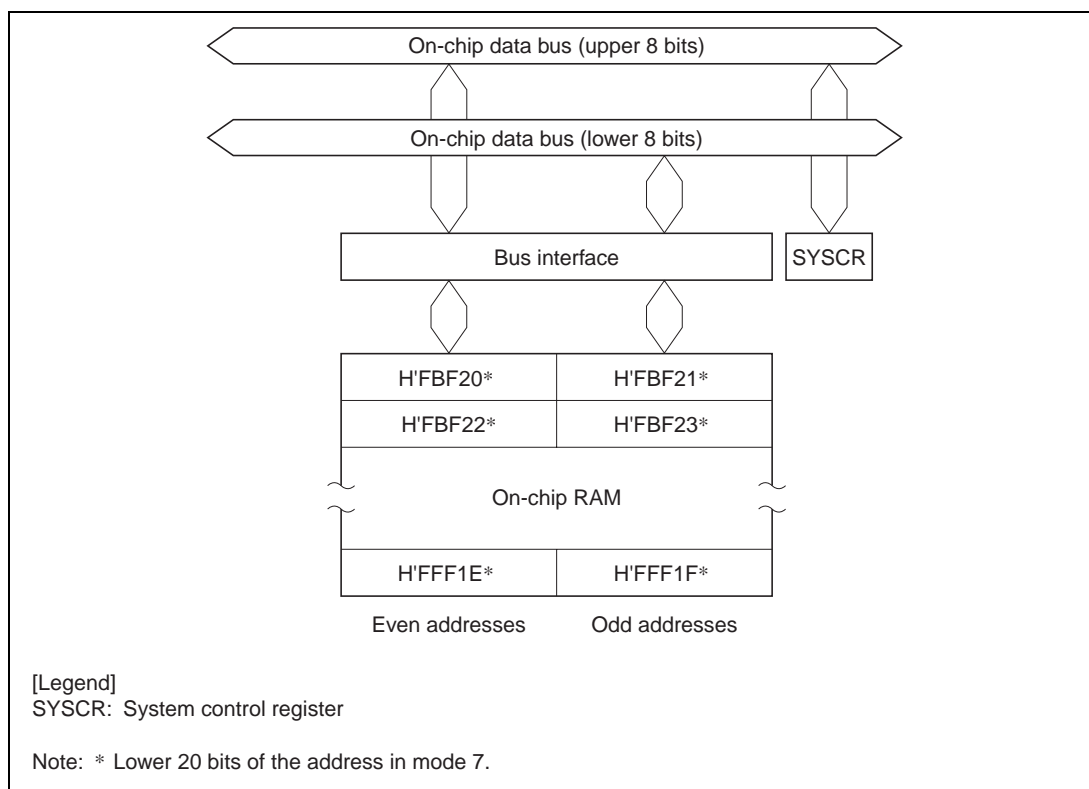 On-chip data bus (upper 8 bits)
On-chip data bus (lower 8 bits)
Bus interface
SYSCR
H'FBF20*
H'FBF21*
H'FBF22*
H'FBF23*
On-chip RAM
H'FFF1E*
H'FFF1F*
Even addresses
Odd addresses
[Legend]
SYSCR: System control register
Note: * Lower 20 bits of the address in mode 7.